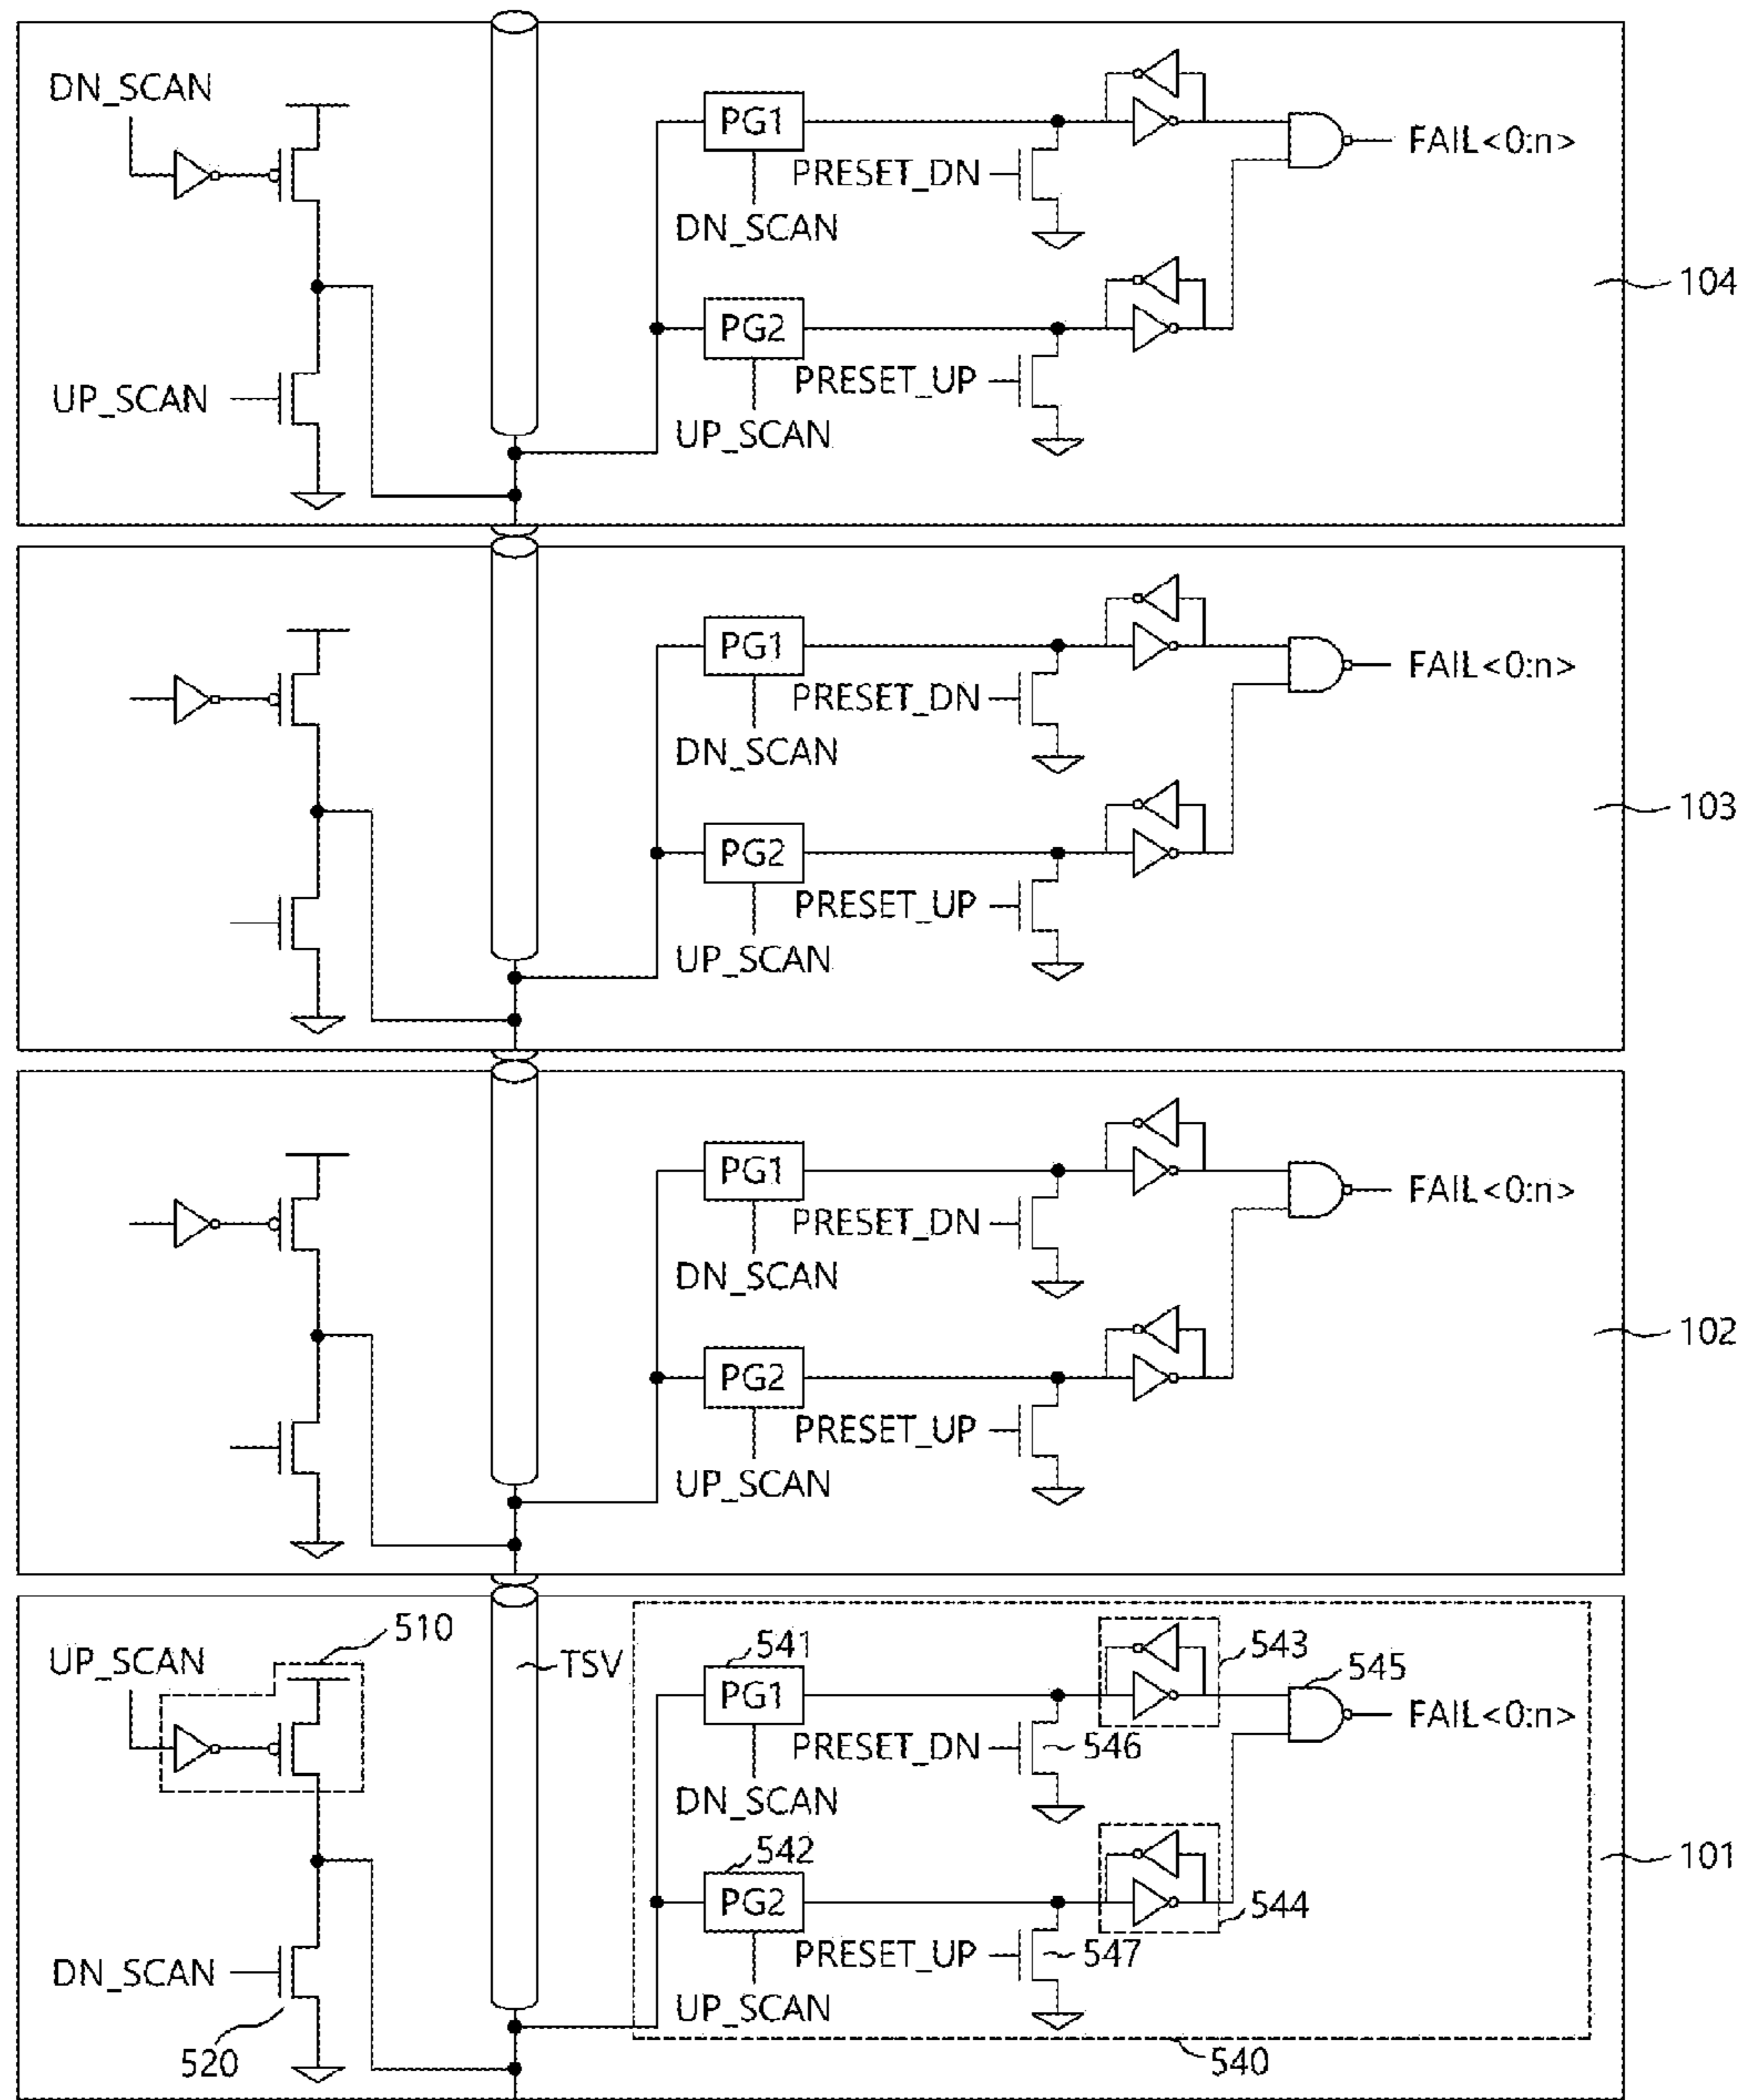 DN_SCAN
PG1
FAIL<0:n>
PRESET_DN
DN_SCAN
104
PG2
UP_SCAN
PRESET_UP
UP_SCAN
PG1
FAIL<0:n>
PRESET_DN
DN_SCAN
103
PG2
PRESET_UP
UP_SCAN
PG1
FAIL<0:n>
PRESET_DN
DN_SCAN
102
PG2
PRESET_UP
UP_SCAN
510
UP_SCAN
TSV
541
543
545
PG1
FAIL<0:n>
PRESET_DN
546
DN_SCAN
542
101
PG2
544
DN_SCAN
PRESET_UP
547
UP_SCAN
520
540